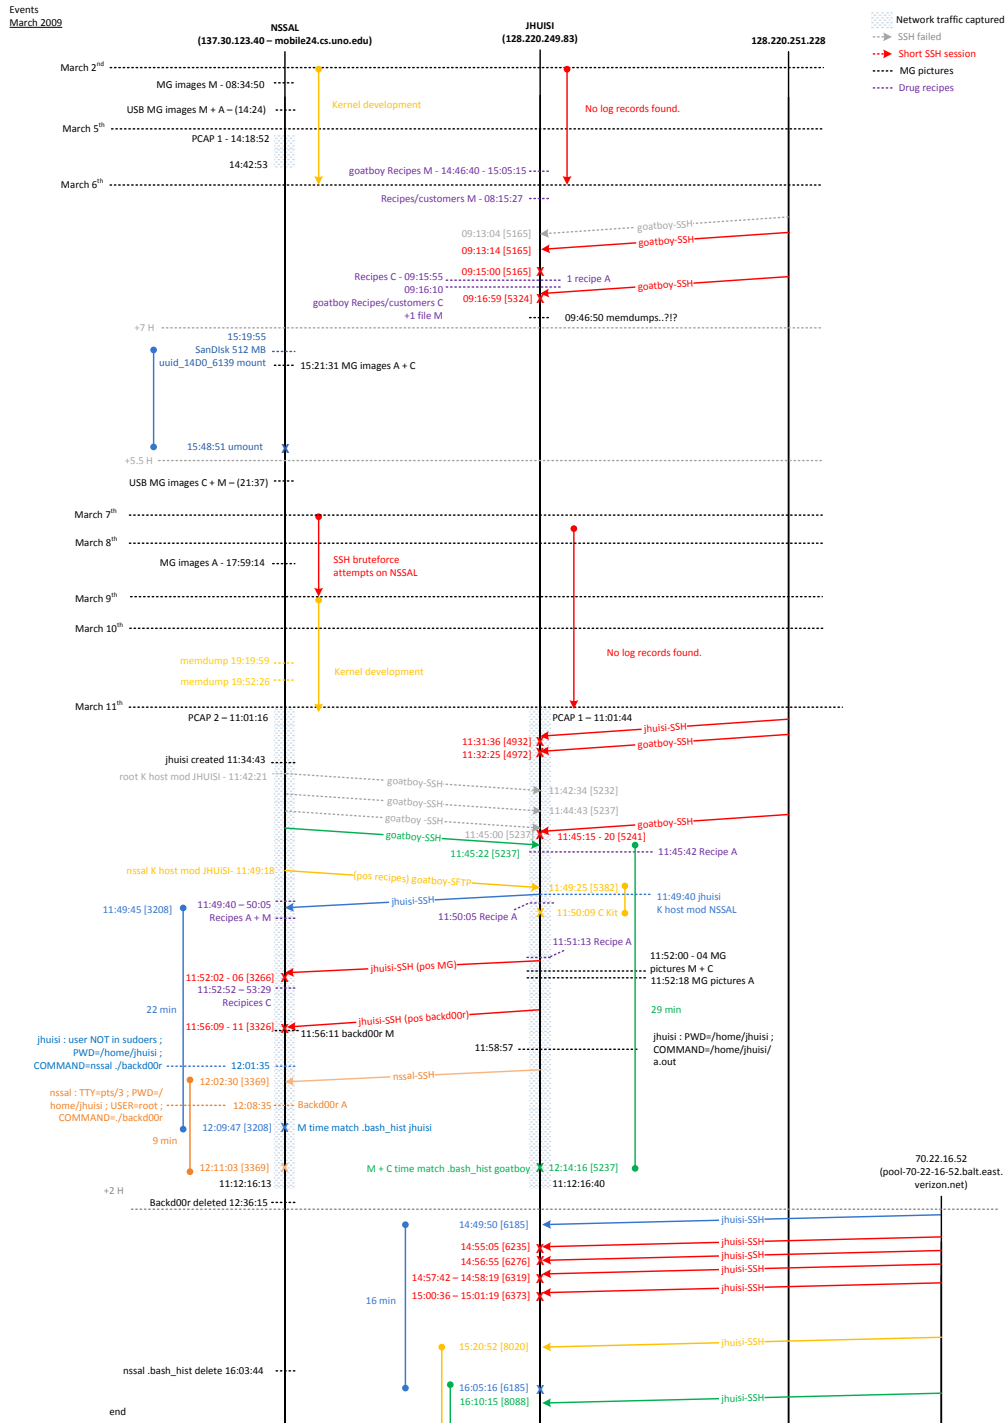 Events
March 2009
NSSAL
(137.30.123.40 – mobile24.cs.uno.edu)
JHUISI
(128.220.249.83)
128.220.251.228
Network traffic captured
SSH failed
Short SSH session
MG pictures
Drug recipes
March 2nd
MG images M - 08:34:50
Kernel development
No log records found.
USB MG images M + A – (14:24)
March 5th
PCAP 1 - 14:18:52
14:42:53
goatboy Recipes M - 14:46:40 - 15:05:15
March 6th
Recipes/customers M - 08:15:27
goatboy-SSH
09:13:04 [5165]
goatboy-SSH
09:13:14 [5165]
09:15:00 [5165]
Recipes C - 09:15:55
1 recipe A
09:16:10
goatboy-SSH
09:16:59 [5324]
goatboy Recipes/customers C
+1 file M
09:46:50 memdumps..?!?
+7 H
15:19:55
SanDIsk 512 MB
uuid_14D0_6139 mount
15:21:31 MG images A + C
15:48:51 umount
+5.5 H
USB MG images C + M – (21:37)
March 7th
March 8th
MG images A - 17:59:14
SSH bruteforce
attempts on NSSAL
March 9th
March 10th
No log records found.
memdump 19:19:59
Kernel development
memdump 19:52:26
March 11th
PCAP 2 – 11:01:16
PCAP 1 – 11:01:44
jhuisi-SSH
11:31:36 [4932]
goatboy-SSH
11:32:25 [4972]
jhuisi created 11:34:43
root K host mod JHUISI - 11:42:21
goatboy-SSH
11:42:34 [5232]
goatboy-SSH
11:44:43 [5237]
goatboy -SSH
goatboy-SSH
11:45:00 [5237]
11:45:15 - 20 [5241]
goatboy-SSH
11:45:22 [5237]
11:45:42 Recipe A
nssal K host mod JHUISI- 11:49:18
(pos recipes) goatboy-SFTP
11:49:25 [5382]
11:49:40 jhuisi
K host mod NSSAL
11:49:45 [3208]
11:49:40 – 50:05
Recipes A + M
jhuisi-SSH
11:50:05 Recipe A
11:50:09 C Kit
11:51:13 Recipe A
11:52:00 - 04 MG
pictures M + C
11:52:18 MG pictures A
jhuisi-SSH (pos MG)
11:52:02 - 06 [3266]
11:52:52 – 53:29
Recipices C
22 min
29 min
jhuisi-SSH (pos backd00r)
11:56:09 - 11 [3326]
11:56:11 backd00r M
11:58:57
jhuisi : PWD=/home/jhuisi ;
COMMAND=/home/jhuisi/
a.out
jhuisi : user NOT in sudoers ;
PWD=/home/jhuisi ;
COMMAND=nssal ./backd00r
12:01:35
nssal-SSH
12:02:30 [3369]
nssal : TTY=pts/3 ; PWD=/
home/jhuisi ; USER=root ;
COMMAND=./backd00r
12:08:35
Backd00r A
12:09:47 [3208]
M time match .bash_hist jhuisi
9 min
12:11:03 [3369]
M + C time match .bash_hist goatboy
12:14:16 [5237]
11:12:16:13
11:12:16:40
70.22.16.52
(pool-70-22-16-52.balt.east.
verizon.net)
+2 H
Backd00r deleted 12:36:15
14:49:50 [6185]
jhuisi-SSH
14:55:05 [6235]
jhuisi-SSH
14:56:55 [6276]
jhuisi-SSH
14:57:42 – 14:58:19 [6319]
jhuisi-SSH
15:00:36 – 15:01:19 [6373]
jhuisi-SSH
16 min
15:20:52 [8020]
jhuisi-SSH
nssal .bash_hist delete 16:03:44
16:05:16 [6185]
16:10:15 [8088]
jhuisi-SSH
end